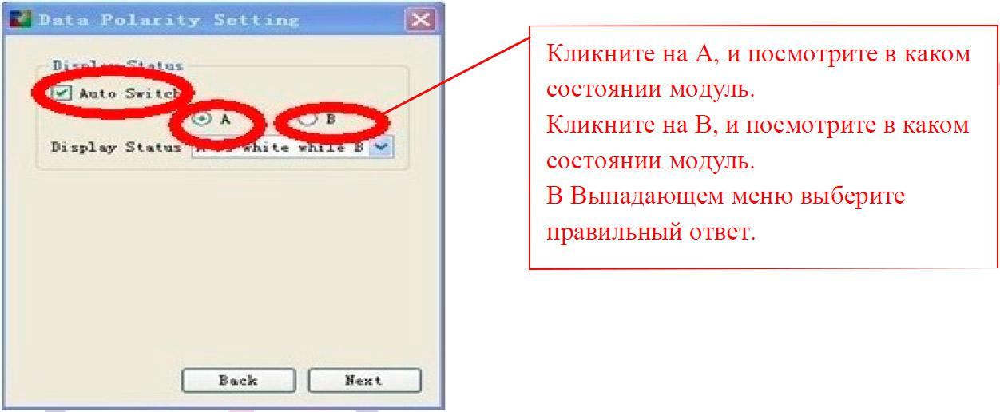 Data Polarity Setting
Display Status
Auto Switch
A B
Display Status white while B
Back Next
Кликните на А, и посмотрите в каком
состоянии модуль.
Кликните на В, и посмотрите в каком
состоянии модуль.
В Выпадающем меню выберите
правильный ответ.